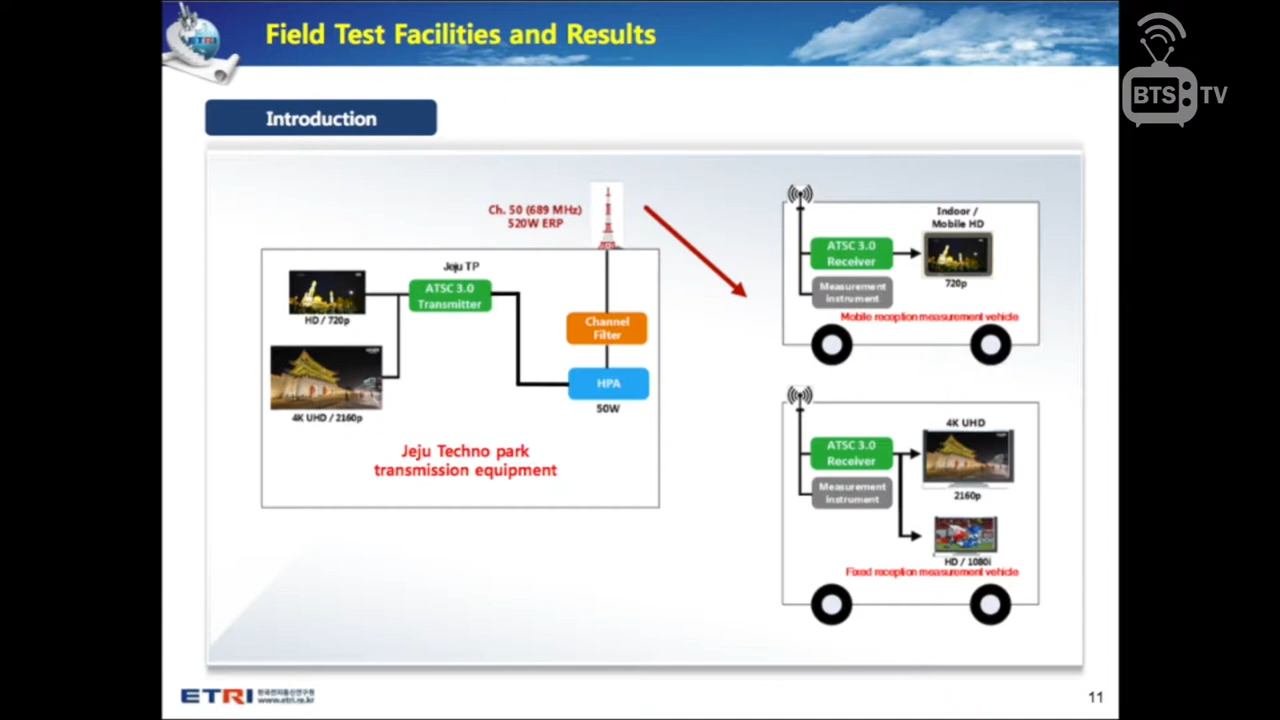 Field Test Facilities and Results
BTS TV
ETRI
Introduction
Ch. 50 (689 MHz)
520W ERP
Jeju TP
HD / 720p
ATSC 3.0
Transmitter
4K UHD / 2160p
Channel
Filter
HPA
50W
Jeju Techno park
transmission equipment
Indoor /
Mobile HD
ATSC 3.0
Receiver
720p
Measurement
instrument
Mobile reception measurement vehicle
4K UHD
ATSC 3.0
Receiver
2160p
Measurement
instrument
HD / 1080i
Fixed reception measurement vehicle
ETRI 한국전자통신연구원
www.etri.re.kr
11